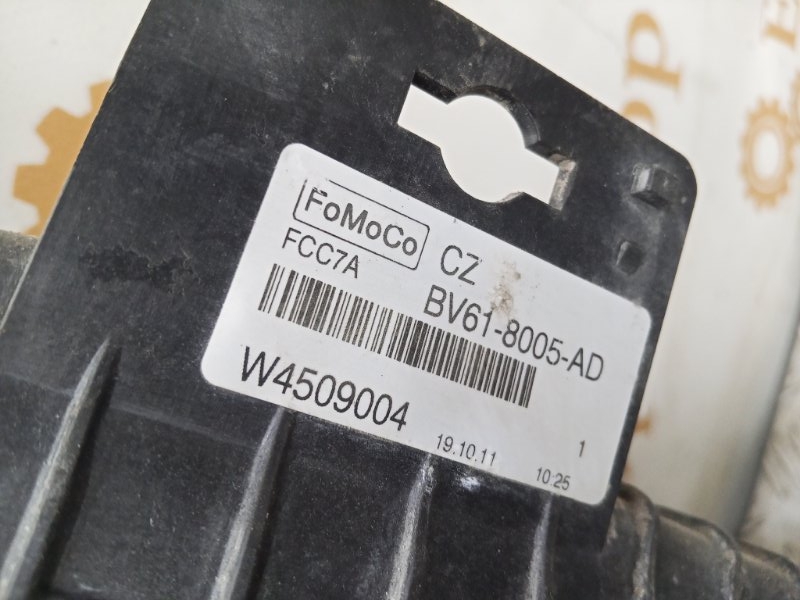 FoMoCo CZ
FCC7A BV61-8005-AD
W4509004
19.10.11 10:25 1